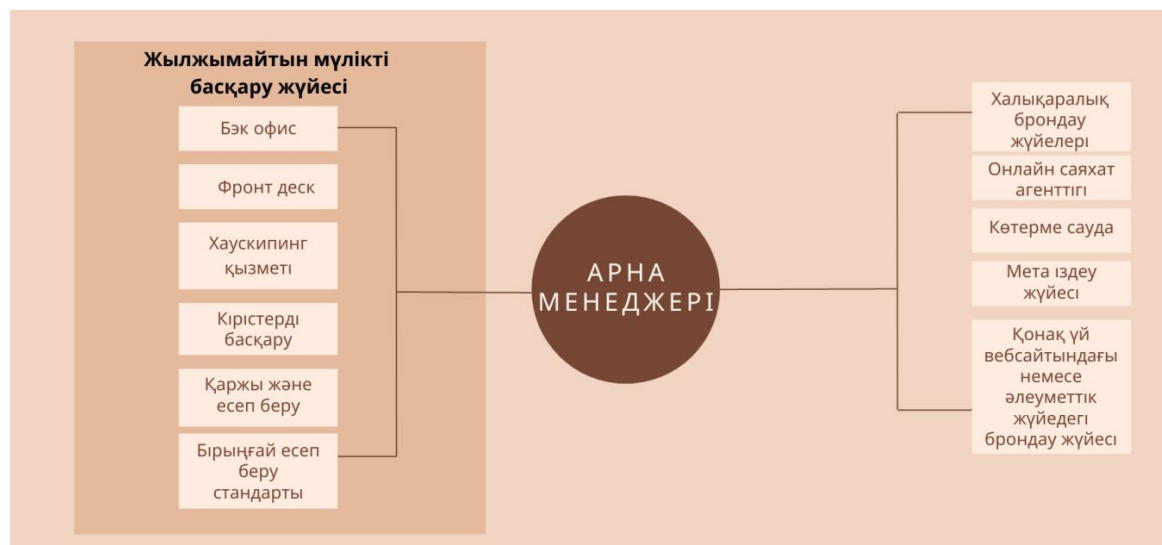 Жылжымайтын мүлікті
басқару жүйесі
Бэк офис
Фронт деск
Хаускипинг
қызметі
Кірістерді
басқару
Қаржы және
есеп беру
Бірыңғай есеп
беру
стандарты
АРНА
МЕНЕДЖЕРІ
Халықаралық
брондау
жүйелері
Онлайн саяхат
агенттігі
Көтерме сауда
Мета іздеу
жүйесі
Қонақ үй
вебсайтындағы
немесе
әлеуметтік
жүйедегі
брондау жүйесі